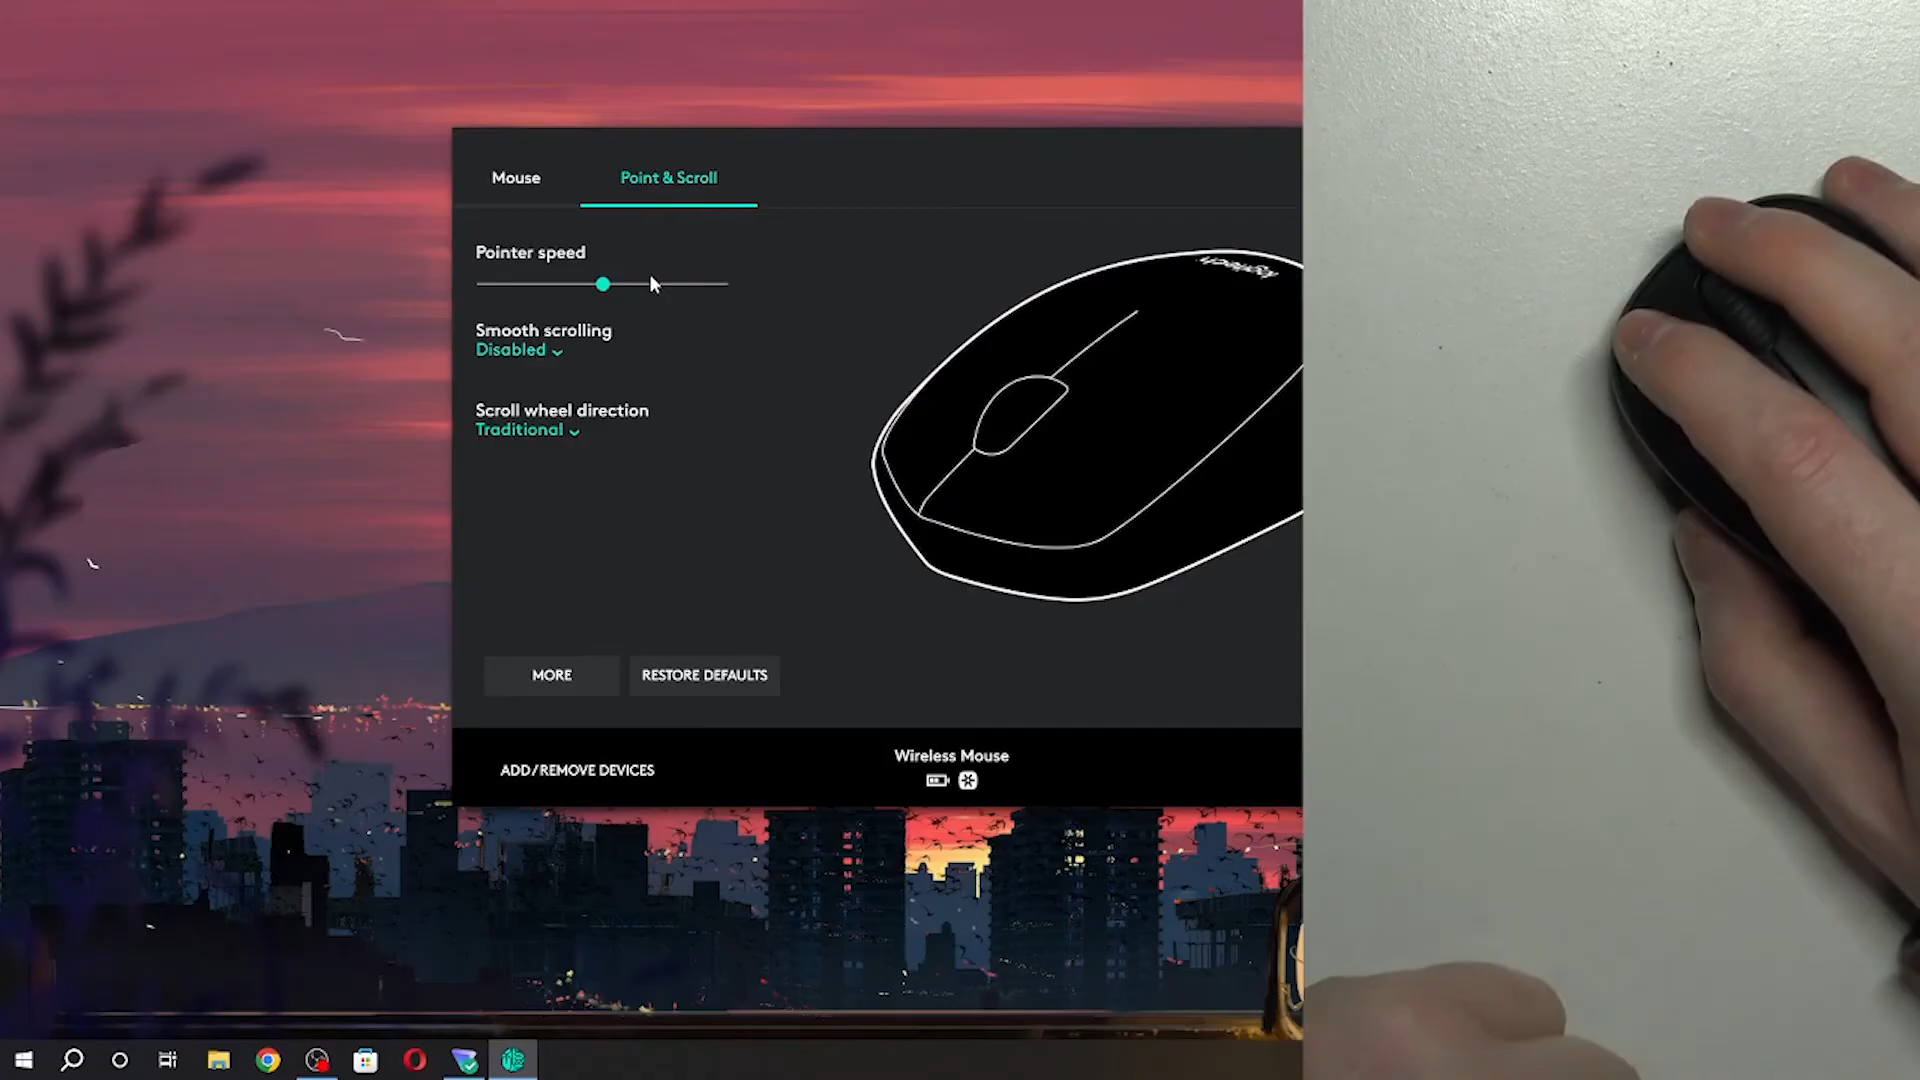 Mouse
Point & Scroll
Pointer speed
Smooth scrolling
Disabled
Scroll wheel direction
Traditional
logitech
MORE
RESTORE DEFAULTS
ADD/REMOVE DEVICES
Wireless Mouse